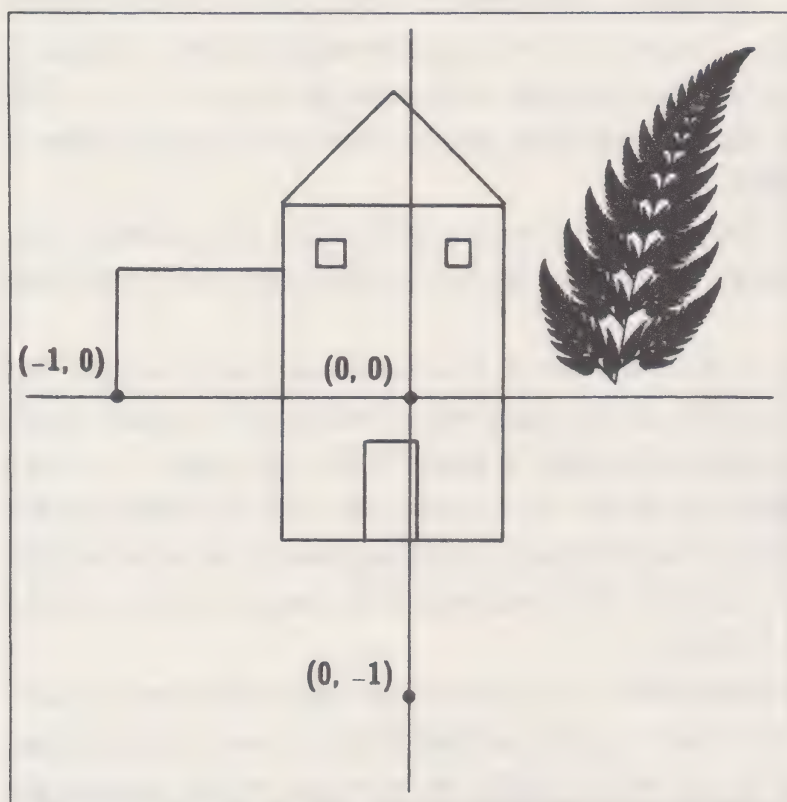 (−1, 0)
(0, 0)
(0, −1)